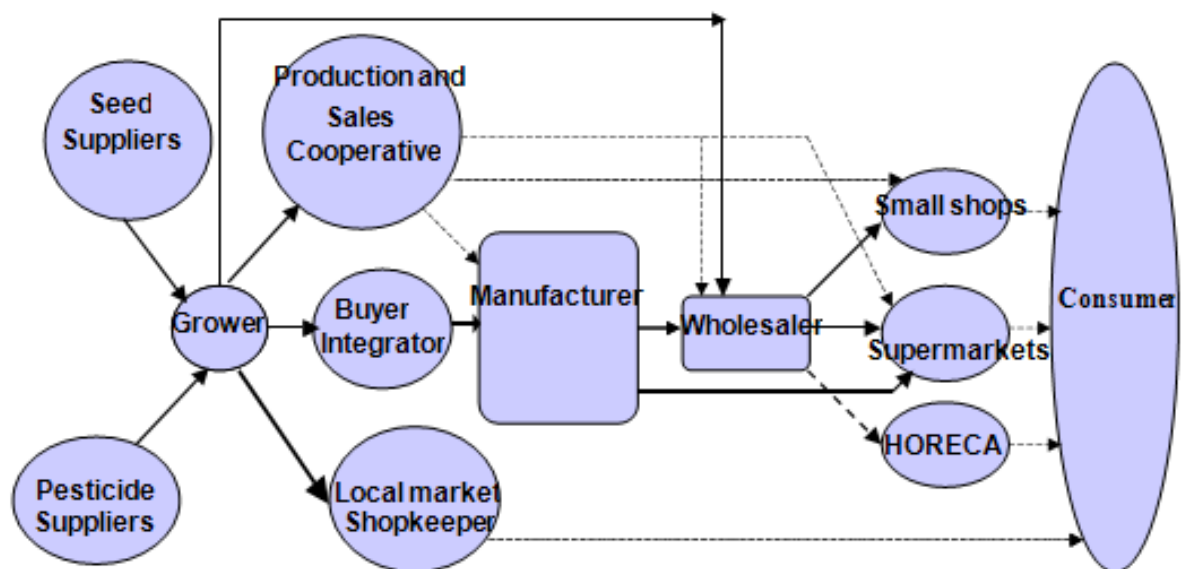 Seed
Suppliers
Production and
Sales
Cooperative
Grower
Buyer
Integrator
Manufacturer
Wholesaler
Small shops
Supermarkets
HORECA
Consumer
Pesticide
Suppliers
Local market
Shopkeeper